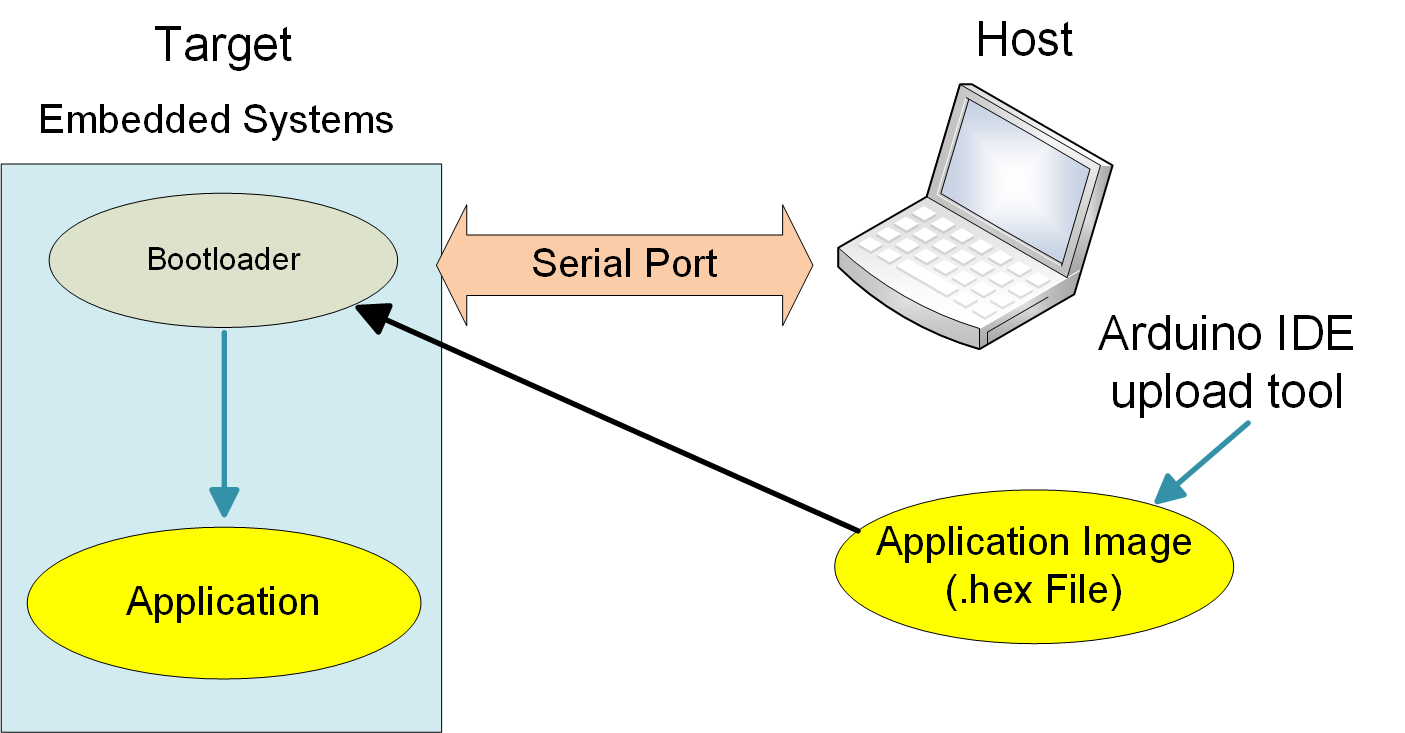 Target
Host
Embedded Systems
Bootloader
Serial Port
Arduino IDE
upload tool
Application Image
(.hex File)
Application